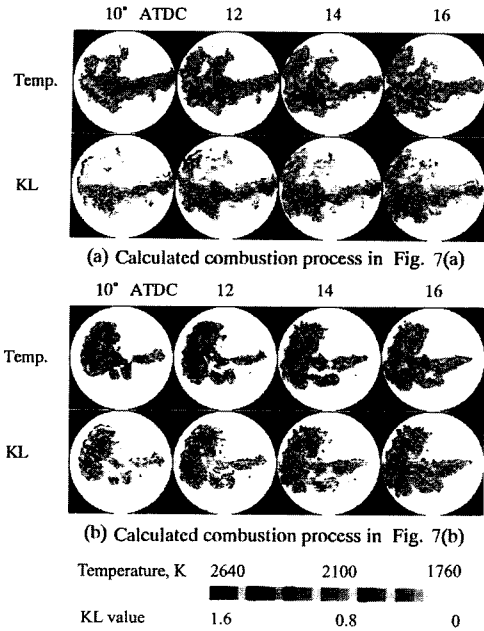 10° ATDC 12 14 16
Temp.
KL
(a) Calculated combustion process in Fig. 7(a)
10° ATDC 12 14 16
Temp.
KL
(b) Calculated combustion process in Fig. 7(b)
Temperature, K 2640 2100 1760
KL value 1.6 0.8 0